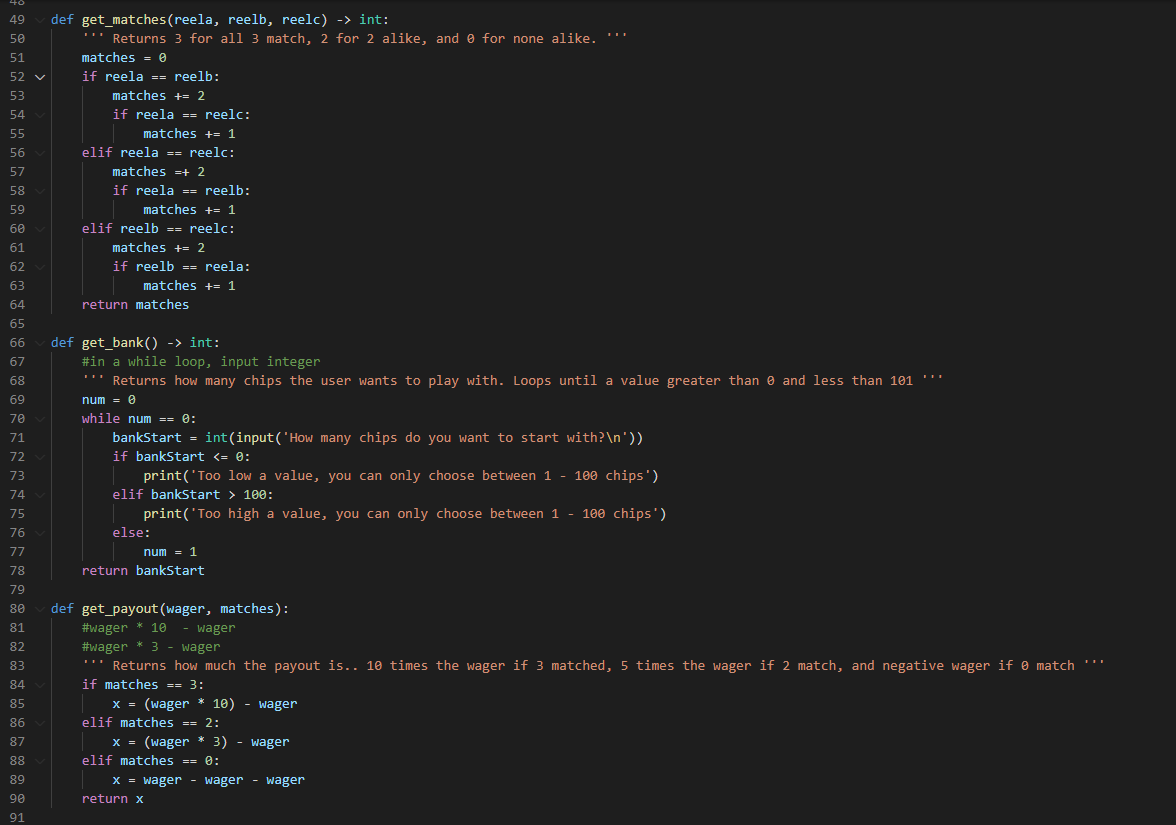 48
49 def get_matches(reela, reelb, reelc) -> int:
50 ''' Returns 3 for all 3 match, 2 for 2 alike, and 0 for none alike. '''
51 matches = 0
52 if reela == reelb:
53 matches += 2
54 if reela == reelc:
55 matches += 1
56 elif reela == reelc:
57 matches =+ 2
58 if reela == reelb:
59 matches += 1
60 elif reelb == reelc:
61 matches += 2
62 if reelb == reela:
63 matches += 1
64 return matches
65
66 def get_bank() -> int:
67 #in a while loop, input integer
68 ''' Returns how many chips the user wants to play with. Loops until a value greater than 0 and less than 101 '''
69 num = 0
70 while num == 0:
71 bankStart = int(input('How many chips do you want to start with?\n'))
72 if bankStart <= 0:
73 print('Too low a value, you can only choose between 1 - 100 chips')
74 elif bankStart > 100:
75 print('Too high a value, you can only choose between 1 - 100 chips')
76 else:
77 num = 1
78 return bankStart
79
80 def get_payout(wager, matches):
81 #wager * 10  - wager
82 #wager * 3 - wager
83 ''' Returns how much the payout is.. 10 times the wager if 3 matched, 5 times the wager if 2 match, and negative wager if 0 match '''
84 if matches == 3:
85 x = (wager * 10) - wager
86 elif matches == 2:
87 x = (wager * 3) - wager
88 elif matches == 0:
89 x = wager - wager - wager
90 return x
91